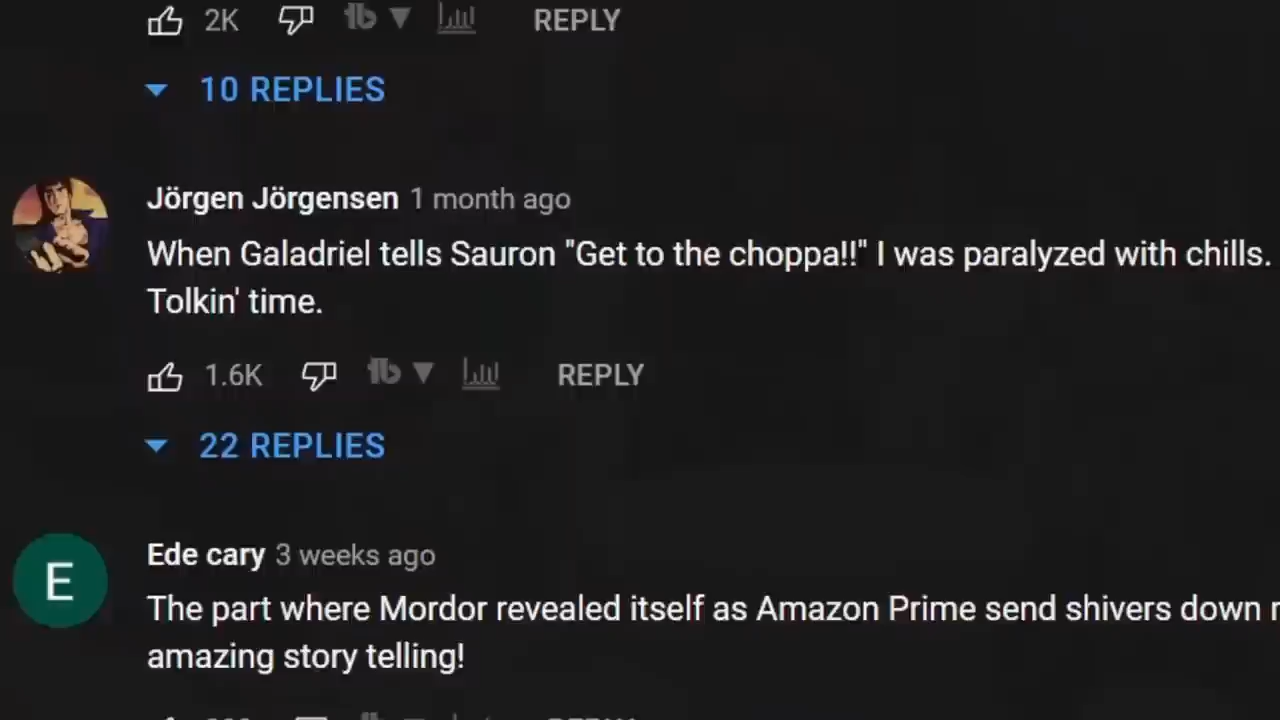 2K REPLY
10 REPLIES
Jörgen Jörgensen 1 month ago
When Galadriel tells Sauron "Get to the choppa!!" I was paralyzed with chills.
Tolkin' time.
1.6K REPLY
22 REPLIES
E
Ede cary 3 weeks ago
The part where Mordor revealed itself as Amazon Prime send shivers down
amazing story telling!
REPLY